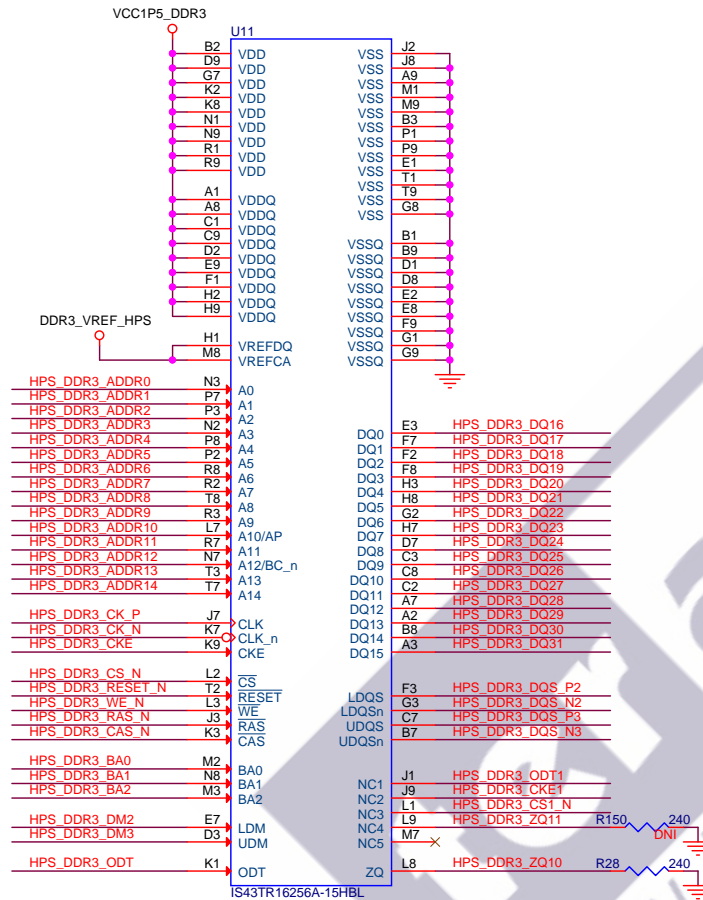 VCC1P5_DDR3
U11
B2 VDD VSS J2
D9 VDD VSS J8
G7 VDD VSS A9
K2 VDD VSS M1
K8 VDD VSS M9
N1 VDD VSS B3
N9 VDD VSS P1
R1 VDD VSS P9
R9 VDD VSS E1
VSS T1
A1 VDDQ VSS T9
A8 VDDQ VSS G8
C1 VDDQ
C9 VDDQ VSSQ B1
D2 VDDQ VSSQ B9
E9 VDDQ VSSQ D1
F1 VDDQ VSSQ D8
H2 VDDQ VSSQ E2
H9 VDDQ VSSQ E8
DDR3_VREF_HPS VSSQ F9
H1 VREFDQ VSSQ G1
M8 VREFCA VSSQ G9
HPS_DDR3_ADDR0 N3 A0
HPS_DDR3_ADDR1 P7 A1
HPS_DDR3_ADDR2 P3 A2
HPS_DDR3_ADDR3 N2 A3 DQ0 E3 HPS_DDR3_DQ16
HPS_DDR3_ADDR4 P8 A4 DQ1 F7 HPS_DDR3_DQ17
HPS_DDR3_ADDR5 P2 A5 DQ2 F2 HPS_DDR3_DQ18
HPS_DDR3_ADDR6 R8 A6 DQ3 F8 HPS_DDR3_DQ19
HPS_DDR3_ADDR7 R2 A7 DQ4 H3 HPS_DDR3_DQ20
HPS_DDR3_ADDR8 T8 A8 DQ5 H8 HPS_DDR3_DQ21
HPS_DDR3_ADDR9 R3 A9 DQ6 G2 HPS_DDR3_DQ22
HPS_DDR3_ADDR10 L7 A10/AP DQ7 H7 HPS_DDR3_DQ23
HPS_DDR3_ADDR11 R7 A11 DQ8 D7 HPS_DDR3_DQ24
HPS_DDR3_ADDR12 N7 A12/BC_n DQ9 C3 HPS_DDR3_DQ25
HPS_DDR3_ADDR13 T3 A13 DQ10 C8 HPS_DDR3_DQ26
HPS_DDR3_ADDR14 T7 A14 DQ11 C2 HPS_DDR3_DQ27
DQ12 A7 HPS_DDR3_DQ28
HPS_DDR3_CK_P J7 CLK DQ13 A2 HPS_DDR3_DQ29
HPS_DDR3_CK_N K7 CLK_n DQ14 B8 HPS_DDR3_DQ30
HPS_DDR3_CKE K9 CKE DQ15 A3 HPS_DDR3_DQ31
HPS_DDR3_CS_N L2 CS
HPS_DDR3_RESET_N T2 RESET LDQS F3 HPS_DDR3_DQS_P2
HPS_DDR3_WE_N L3 WE LDQSn G3 HPS_DDR3_DQS_N2
HPS_DDR3_RAS_N J3 RAS UDQS C7 HPS_DDR3_DQS_P3
HPS_DDR3_CAS_N K3 CAS UDQSn B7 HPS_DDR3_DQS_N3
HPS_DDR3_BA0 M2 BA0
HPS_DDR3_BA1 N8 BA1 NC1 J1 HPS_DDR3_ODT1
HPS_DDR3_BA2 M3 BA2 NC2 J9 HPS_DDR3_CKE1
NC3 L1 HPS_DDR3_CS1_N
HPS_DDR3_DM2 E7 LDM NC4 L9 HPS_DDR3_ZQ11 R150 240
HPS_DDR3_DM3 D3 UDM NC5 M7 DNI
HPS_DDR3_ODT K1 ODT ZQ L8 HPS_DDR3_ZQ10 R28 240
IS43TR16256A-15HBL